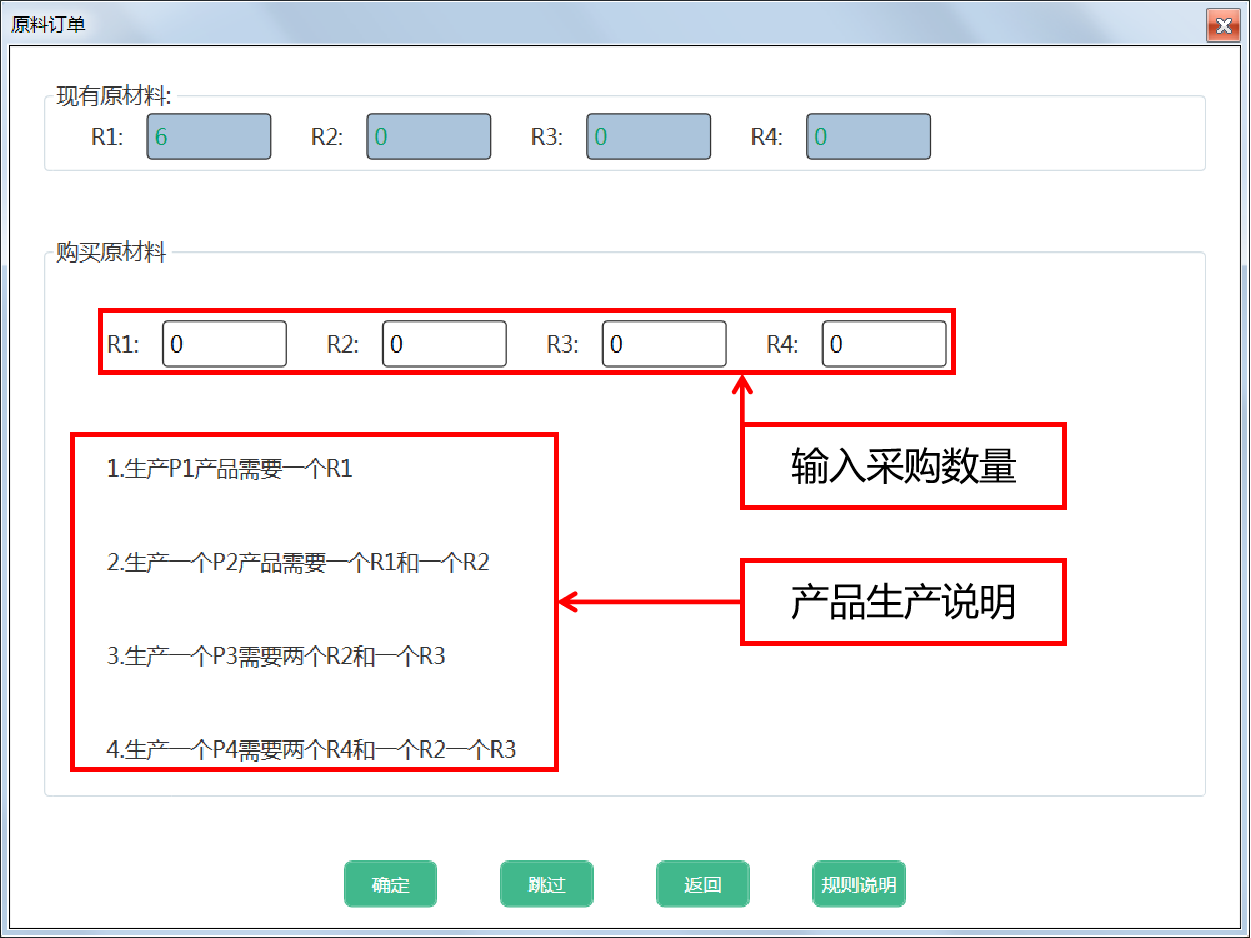 原料订单
现有原材料:
R1: 6 R2: 0 R3: 0 R4: 0
购买原材料
R1: 0 R2: 0 R3: 0 R4: 0
输入采购数量
1.生产P1产品需要一个R1
2.生产一个P2产品需要一个R1和一个R2
产品生产说明
3.生产一个P3需要两个R2和一个R3
4.生产一个P4需要两个R4和一个R2一个R3
确定 跳过 返回 规则说明